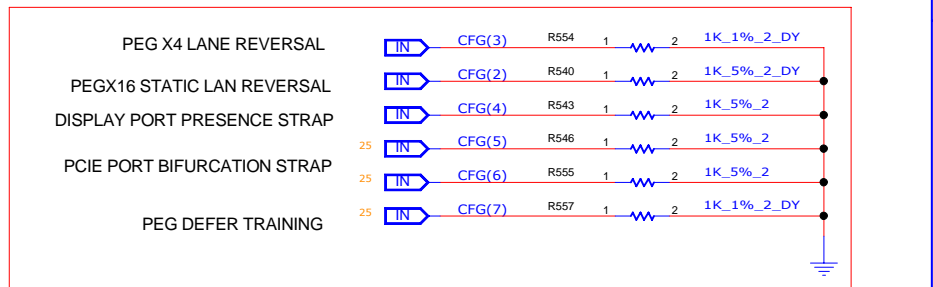 PEG X4 LANE REVERSAL IN CFG(3) R554 1 2 1K_1%_2_DY
PEGX16 STATIC LAN REVERSAL IN CFG(2) R540 1 2 1K_5%_2_DY
DISPLAY PORT PRESENCE STRAP IN CFG(4) R543 1 2 1K_5%_2
25 IN CFG(5) R546 1 2 1K_5%_2
PCIE PORT BIFURCATION STRAP
25 IN CFG(6) R555 1 2 1K_5%_2
25 IN CFG(7) R557 1 2 1K_1%_2_DY
PEG DEFER TRAINING